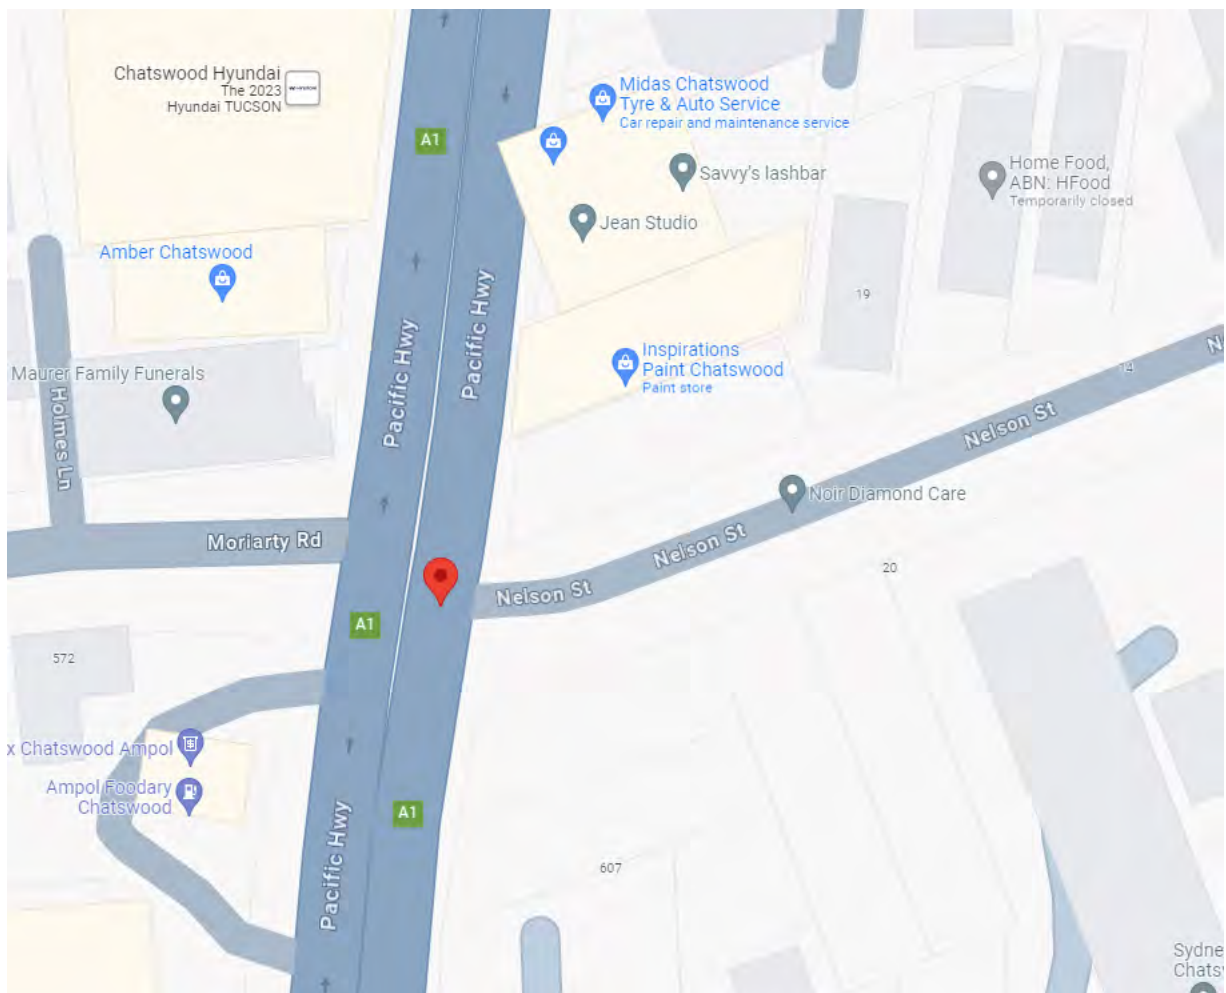 Chatswood Hyundai
The 2023
Hyundai TUCSON
A1
Midas Chatswood
Tyre & Auto Service
Car repair and maintenance service
Savvy's lashbar
Jean Studio
Home Food,
ABN: HFood
Temporarily closed
Amber Chatswood
19
Pacific Hwy
Pacific Hwy
Inspirations
Paint Chatswood
Paint store
14
Maurer Family Funerals
Holmes Ln
Nelson St
Noir Diamond Care
Moriarty Rd
Nelson St
20
Nelson St
A1
572
x Chatswood Ampol
Ampol Foodary
Chatswood
A1
Pacific Hwy
607
Sydne
Chats